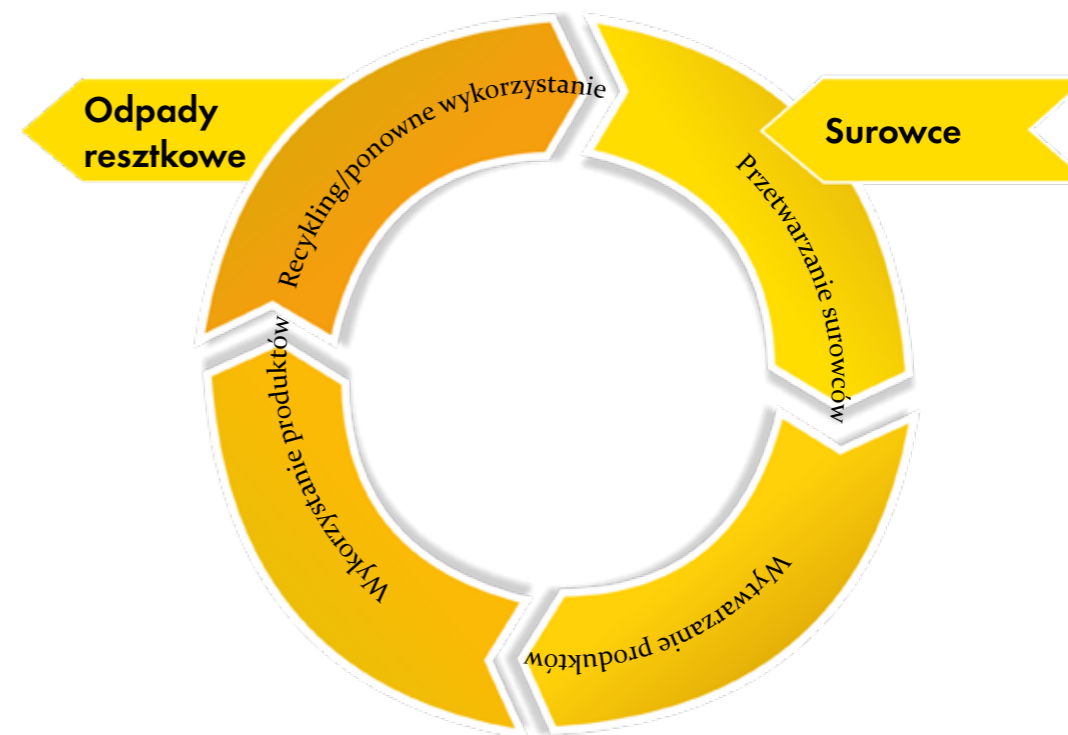 Odpady
resztkowe
Recykling/ponowne wykorzystanie
Surowce
Przetwarzanie surowców
Wytwarzanie produktów
Wykorzystanie produktów